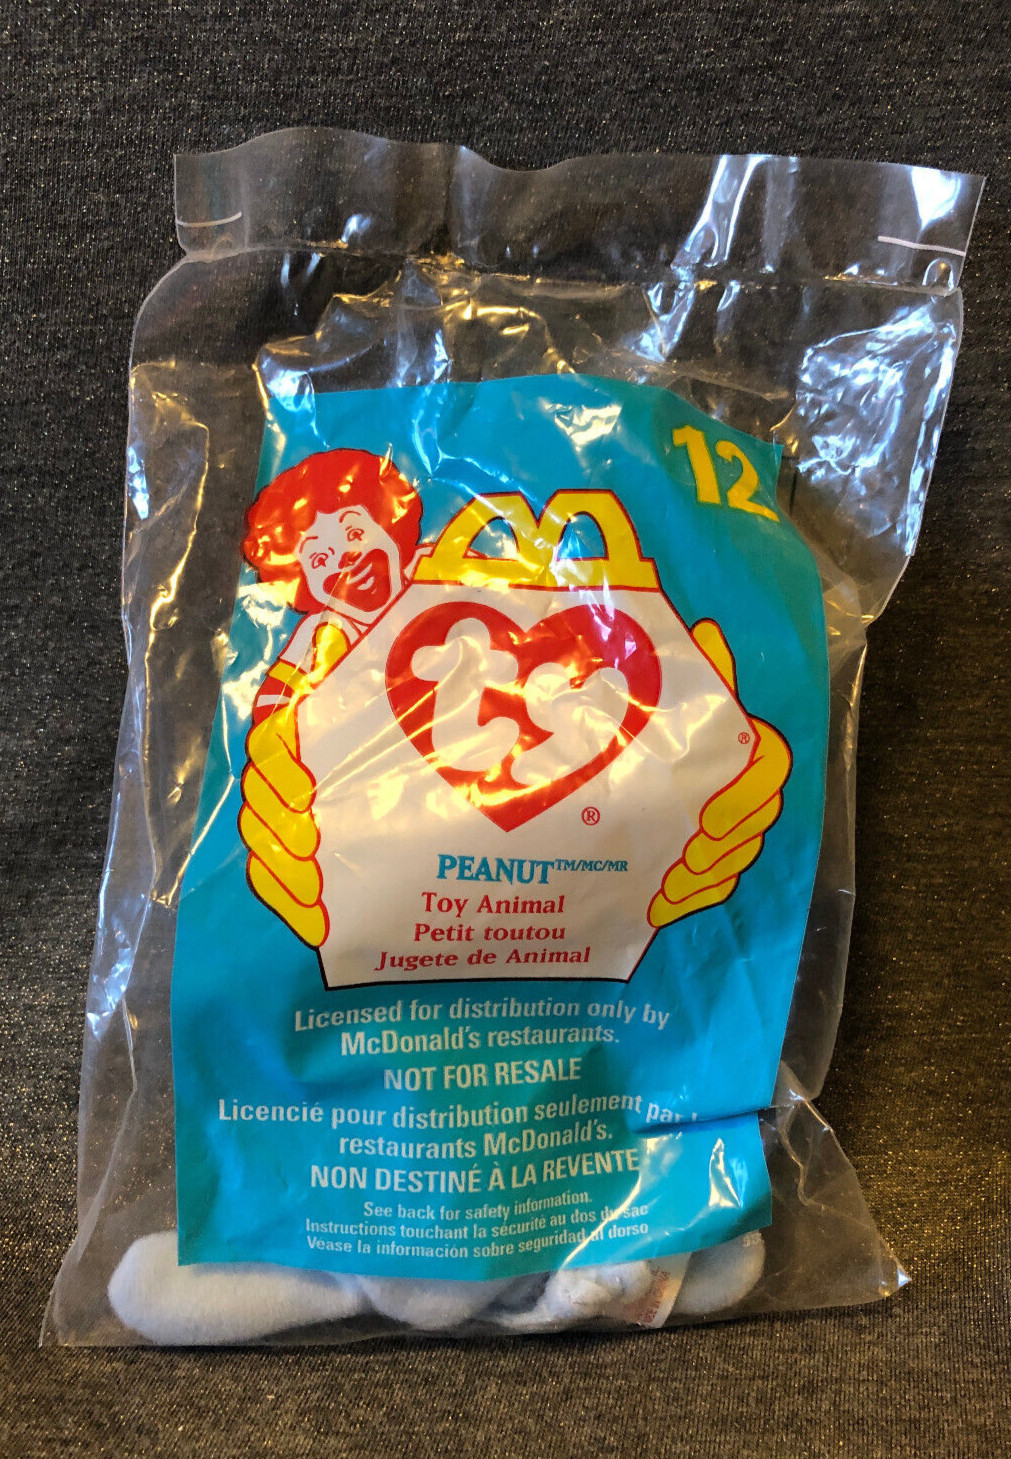 12
ty
®
®
PEANUT™/MC/MR
Toy Animal
Petit toutou
Jugete de Animal
Licensed for distribution only by
McDonald's restaurants.
NOT FOR RESALE
Licencié pour distribution seulement par
restaurants McDonald's.
NON DESTINÉ À LA REVENTE
See back for safety information.
Instructions touchant la sécurité au dos du sac
Véase la información sobre seguridad al dorso